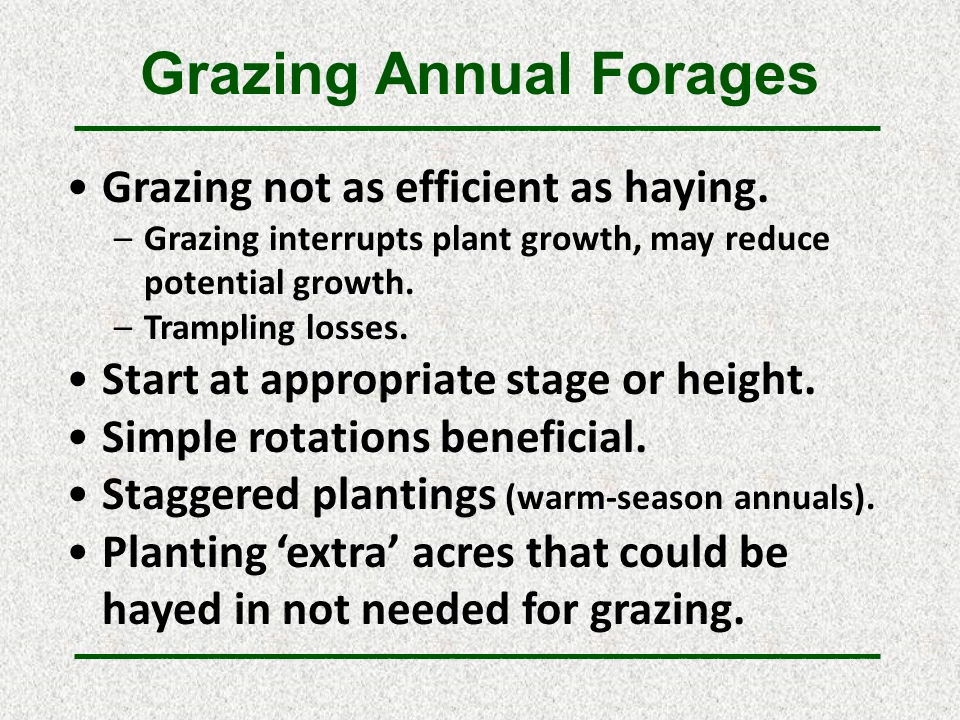 Grazing Annual Forages
• Grazing not as efficient as haying.
– Grazing interrupts plant growth, may reduce
potential growth.
– Trampling losses.
• Start at appropriate stage or height.
• Simple rotations beneficial.
• Staggered plantings (warm-season annuals).
• Planting ‘extra’ acres that could be
hayed in not needed for grazing.